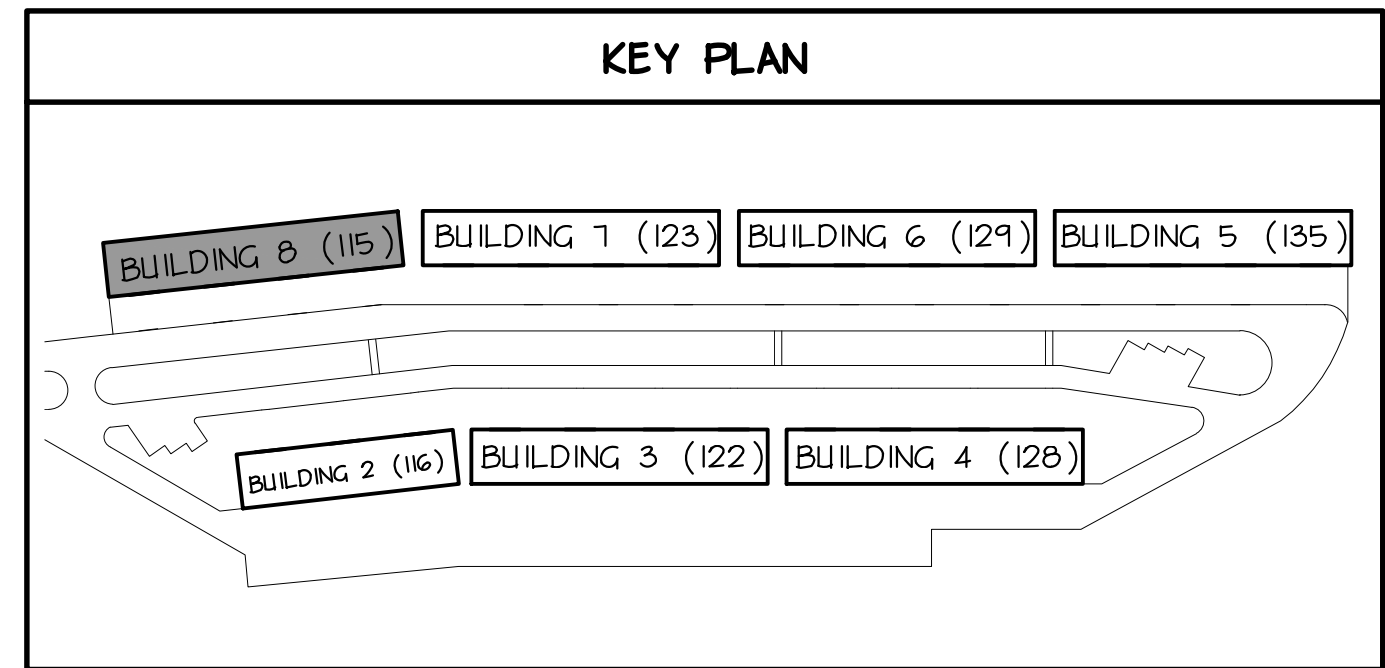 KEY PLAN
BUILDING 8 (115)
BUILDING 7 (123)
BUILDING 6 (129)
BUILDING 5 (135)
BUILDING 2 (116)
BUILDING 3 (122)
BUILDING 4 (128)